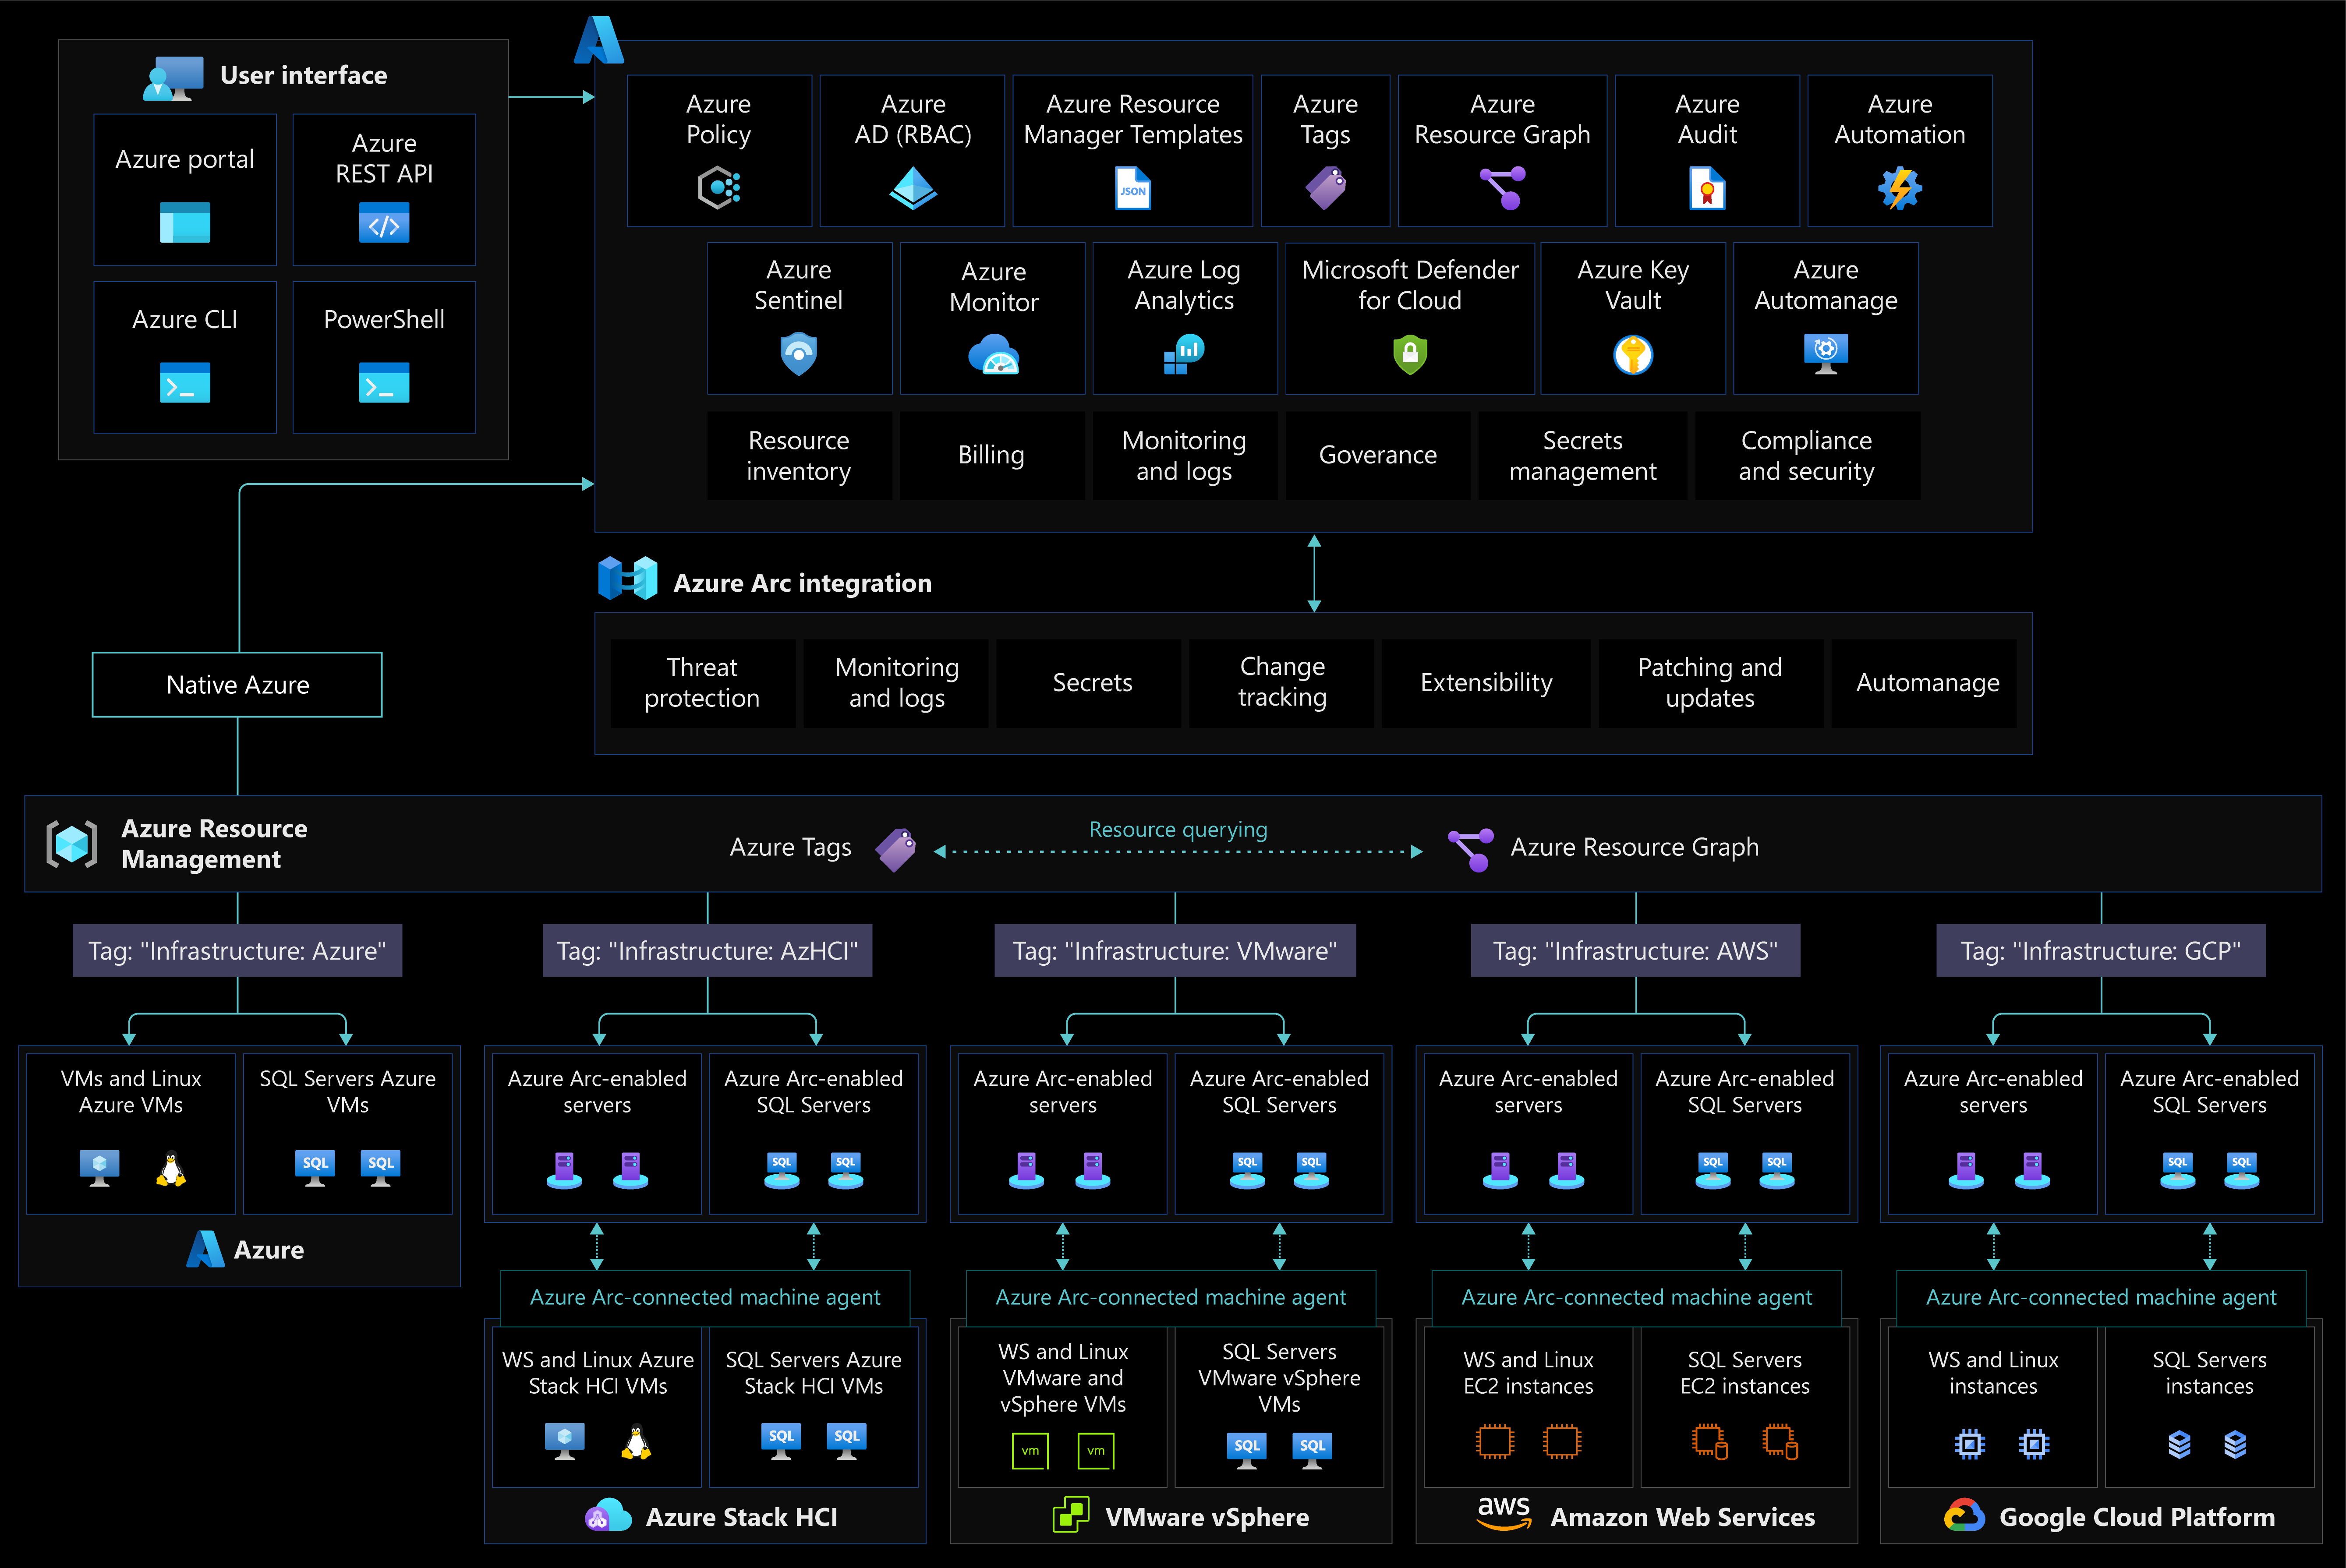 User interface
Azure portal
Azure
REST API
Azure CLI
PowerShell
Azure
Policy
Azure
AD (RBAC)
Azure Resource
Manager Templates
JSON
Azure
Tags
Azure
Resource Graph
Azure
Audit
Azure
Automation
Azure
Sentinel
Azure
Monitor
Azure Log
Analytics
Microsoft Defender
for Cloud
Azure Key
Vault
Azure
Automanage
Resource
inventory
Billing
Monitoring
and logs
Goverance
Secrets
management
Compliance
and security
Azure Arc integration
Threat
protection
Monitoring
and logs
Secrets
Change
tracking
Extensibility
Patching and
updates
Automanage
Native Azure
Azure Resource
Management
Azure Tags
Resource querying
Azure Resource Graph
Tag: "Infrastructure: Azure"
Tag: "Infrastructure: AzHCI"
Tag: "Infrastructure: VMware"
Tag: "Infrastructure: AWS"
Tag: "Infrastructure: GCP"
VMs and Linux
Azure VMs
SQL Servers Azure
VMs
SQL
SQL
Azure
Azure Arc-enabled
servers
Azure Arc-enabled
SQL Servers
SQL
SQL
Azure Arc-enabled
servers
Azure Arc-enabled
SQL Servers
SQL
SQL
Azure Arc-enabled
servers
Azure Arc-enabled
SQL Servers
SQL
SQL
Azure Arc-enabled
servers
Azure Arc-enabled
SQL Servers
SQL
SQL
Azure Arc-connected machine agent
WS and Linux Azure
Stack HCI VMs
SQL Servers Azure
Stack HCI VMs
SQL
SQL
Azure Stack HCI
Azure Arc-connected machine agent
WS and Linux
VMware and
vSphere VMs
vm
vm
SQL Servers
VMware vSphere
VMs
SQL
SQL
VMware vSphere
Azure Arc-connected machine agent
WS and Linux
EC2 instances
SQL Servers
EC2 instances
aws
Amazon Web Services
Azure Arc-connected machine agent
WS and Linux
instances
SQL Servers
instances
Google Cloud Platform